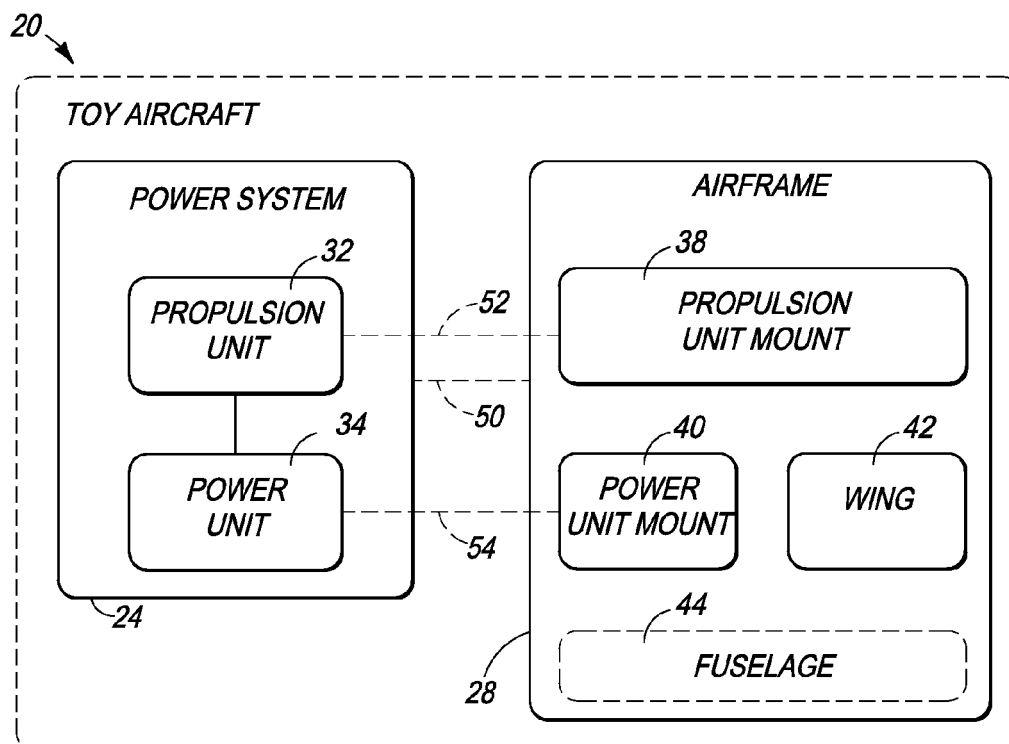 20
TOY AIRCRAFT
POWER SYSTEM
32
PROPULSION
UNIT
34
POWER
UNIT
24
52
50
54
AIRFRAME
38
PROPULSION
UNIT MOUNT
40
POWER
UNIT MOUNT
42
WING
44
FUSELAGE
28